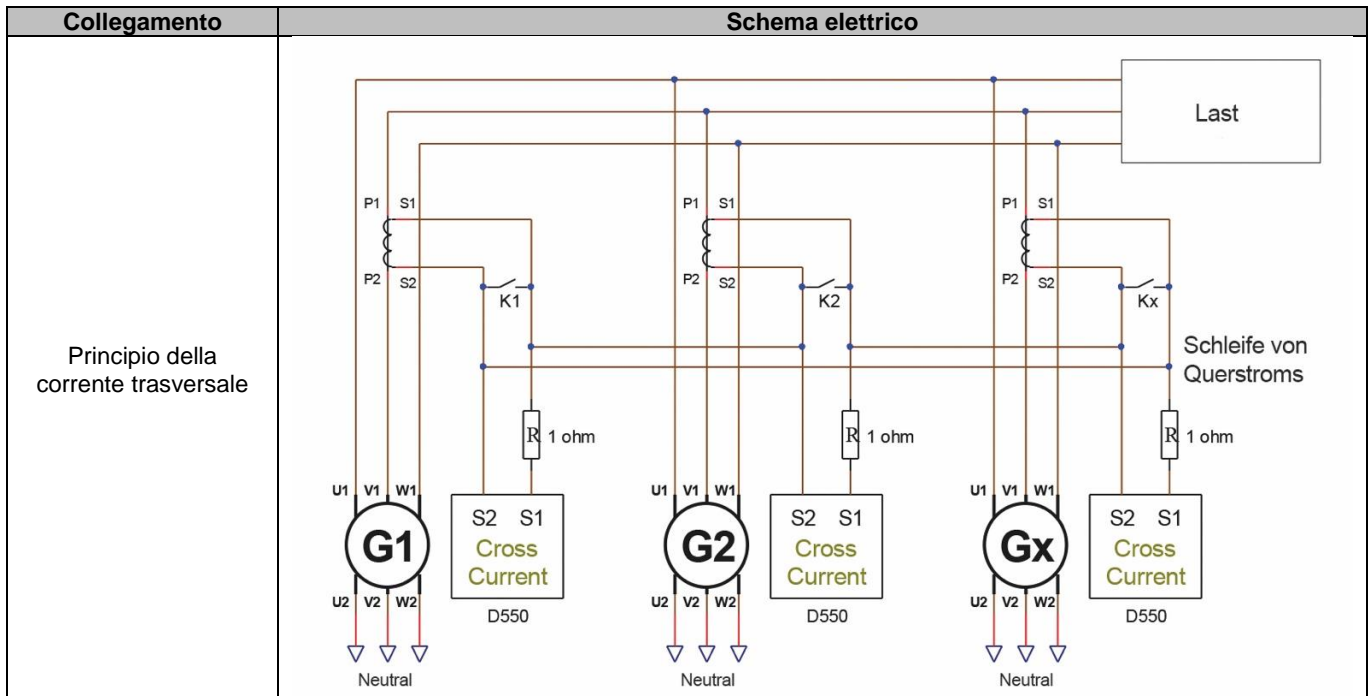 Collegamento Schema elettrico
Last
P1 S1 P1 S1 P1 S1
P2 S2 P2 S2 P2 S2
K1 K2 Kx
Principio della
corrente trasversale
Schleife von
Querstroms
R 1 ohm R 1 ohm R 1 ohm
U1 V1 W1 U1 V1 W1 U1 V1 W1
G1 S2 S1 G2 S2 S1 Gx S2 S1
Cross Cross Cross
Current Current Current
U2 V2 W2 D550 U2 V2 W2 D550 U2 V2 W2 D550
Neutral Neutral Neutral